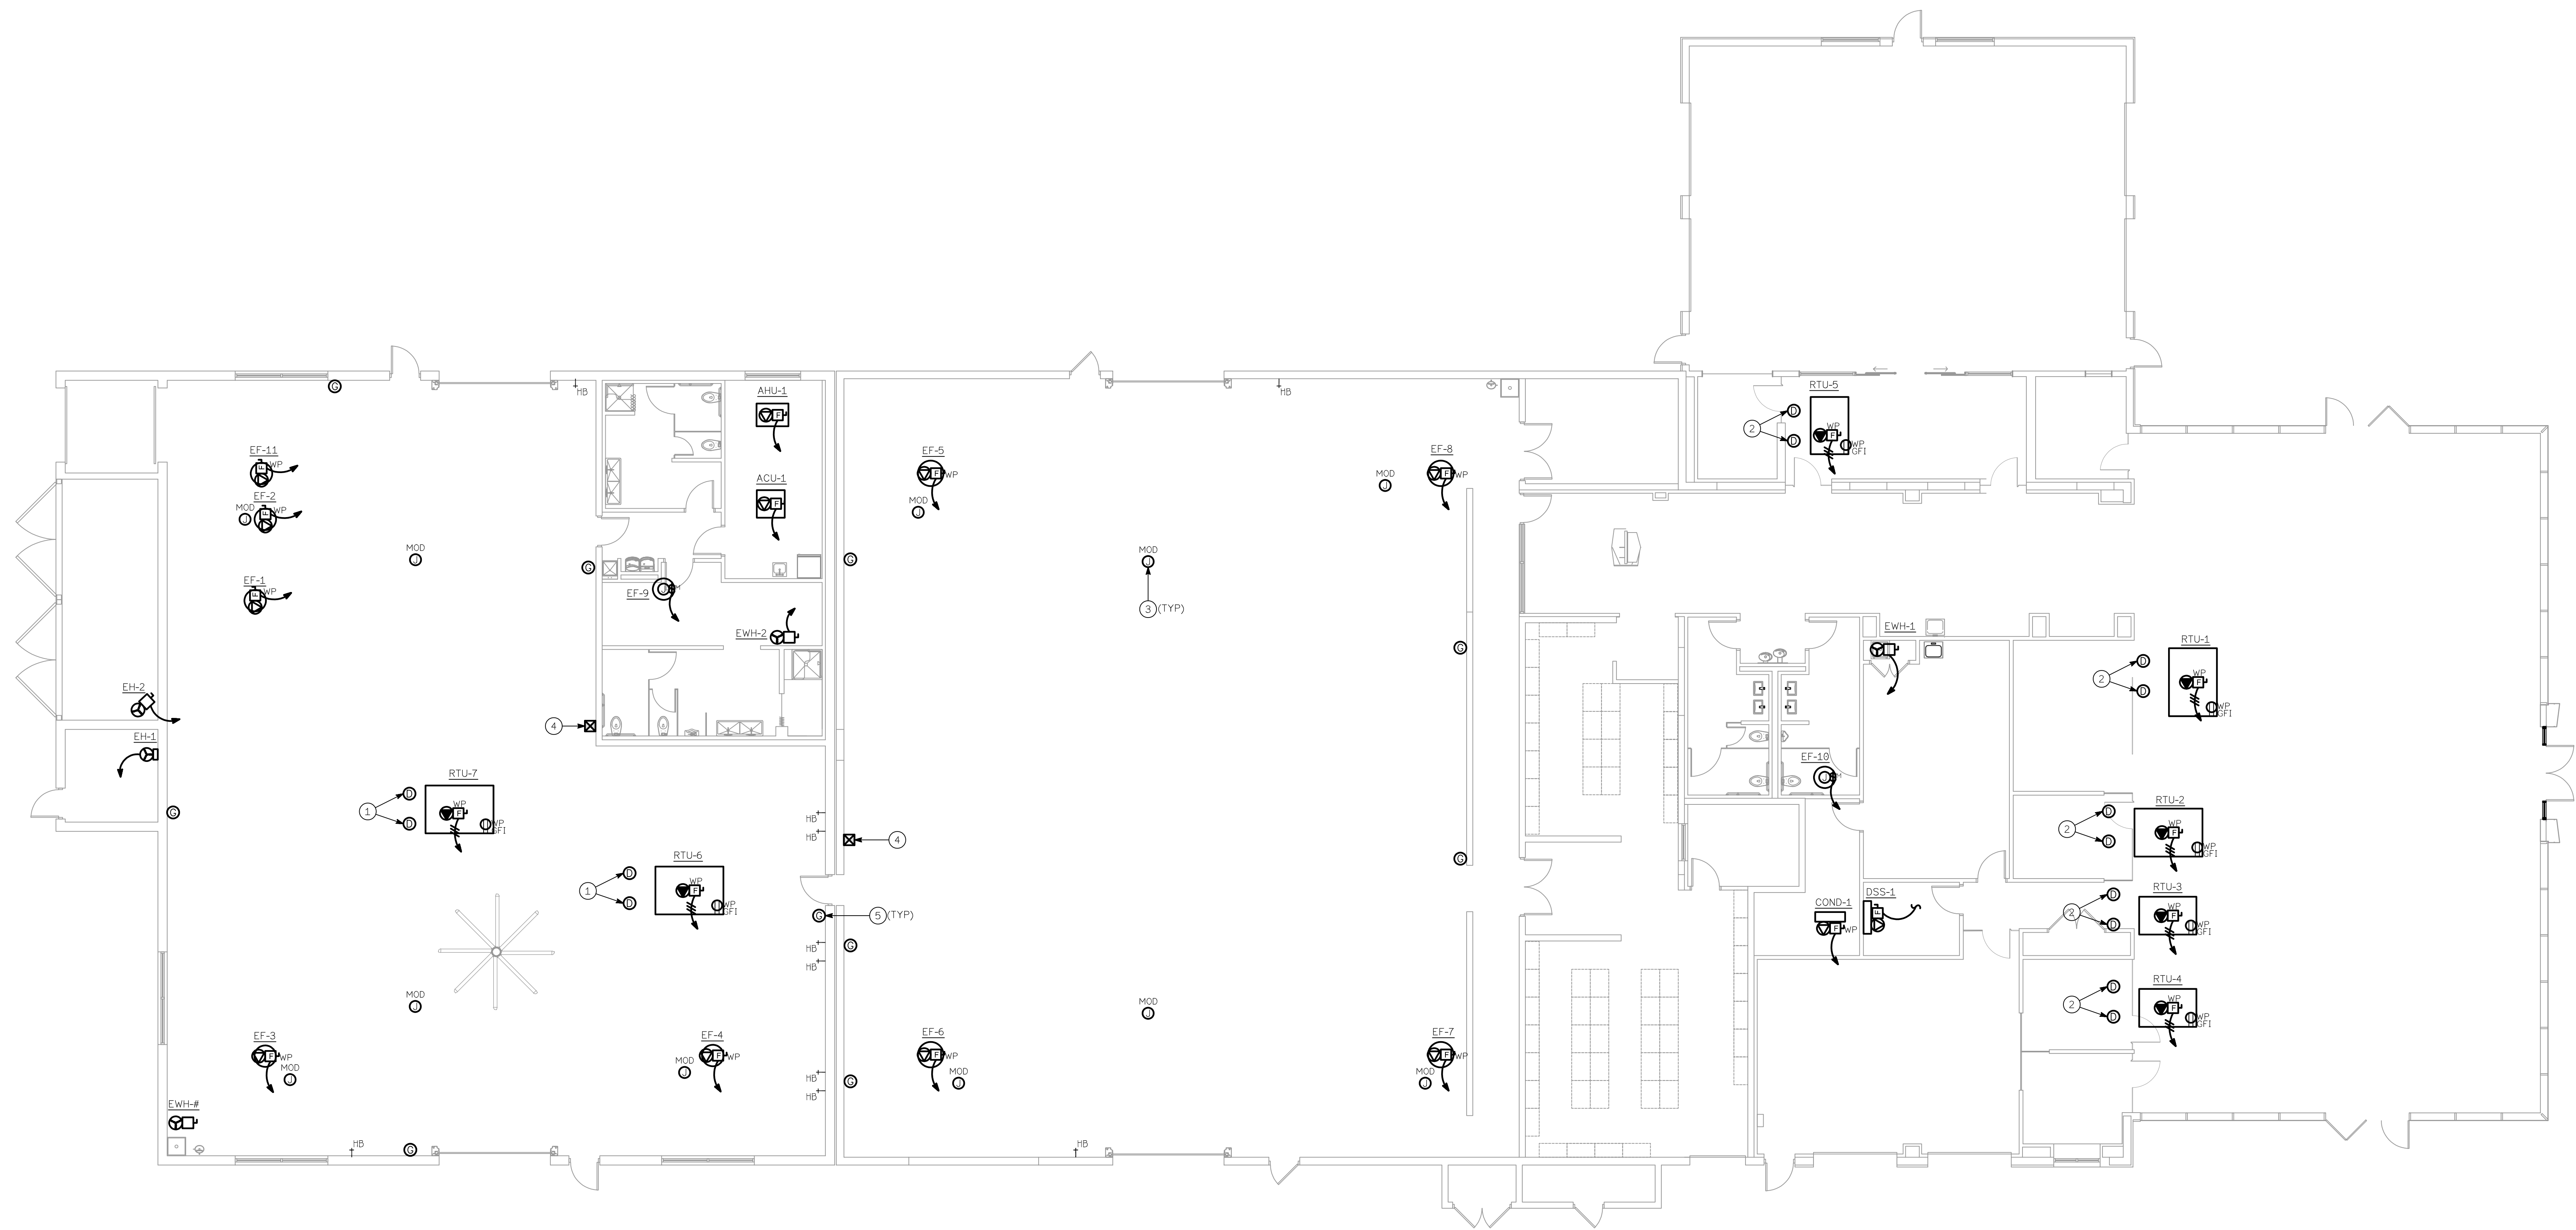 HB
AHU-1
HB
RTU-5
D
2
D
WP
F
WP
GFI
G
F
EF-11
F
WP
EF-2
MOD
J
F
WP
ACU-1
F
EF-5
F
WP
MOD
J
EF-8
F
WP
MOD
J
MOD
J
G
G
MOD
J
3 (TYP)
EF-1
F
WP
EF-9
J
M
EWH-2
G
EWH-1
RTU-1
D
2
D
WP
F
WP
GFI
EH-2
EH-1
4
RTU-7
D
1
D
WP
F
WP
GFI
G
HB
HB
4
EF-10
J
M
RTU-2
D
2
D
WP
F
WP
GFI
RTU-6
D
1
D
WP
F
WP
GFI
G
5 (TYP)
G
G
HB
HB
COND-1
F
WP
DSS-1
F
RTU-3
D
2
D
WP
F
WP
GFI
RTU-4
D
2
D
WP
F
WP
GFI
MOD
J
MOD
J
EF-3
F
WP
MOD
J
EF-4
F
WP
MOD
J
HB
HB
EF-6
F
WP
MOD
J
G
EF-7
F
WP
MOD
J
EWH-#
HB
G
HB